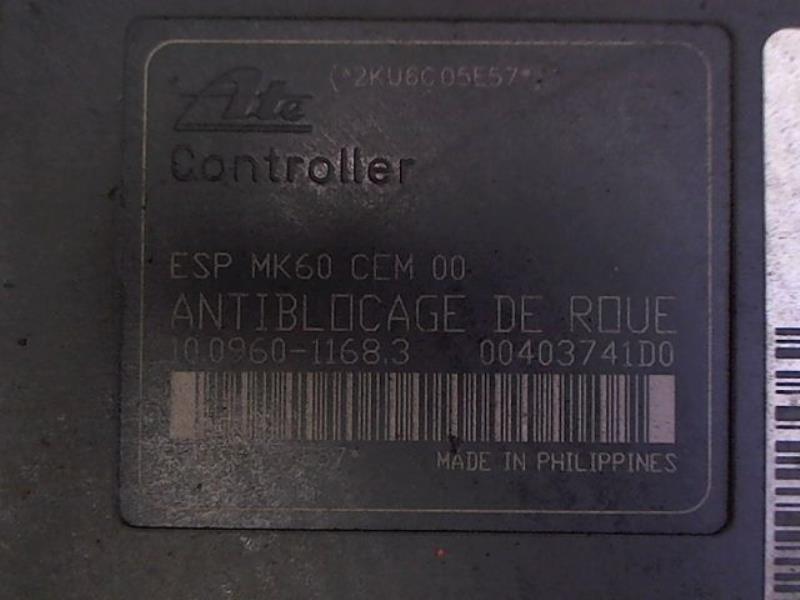 (*2KU6C05E57*)
Ate
Controller
ESP MK60 CEM 00
ANTIBLOCAGE DE ROUE
10.0960-1168.3 00403741D0
MADE IN PHILIPPINES